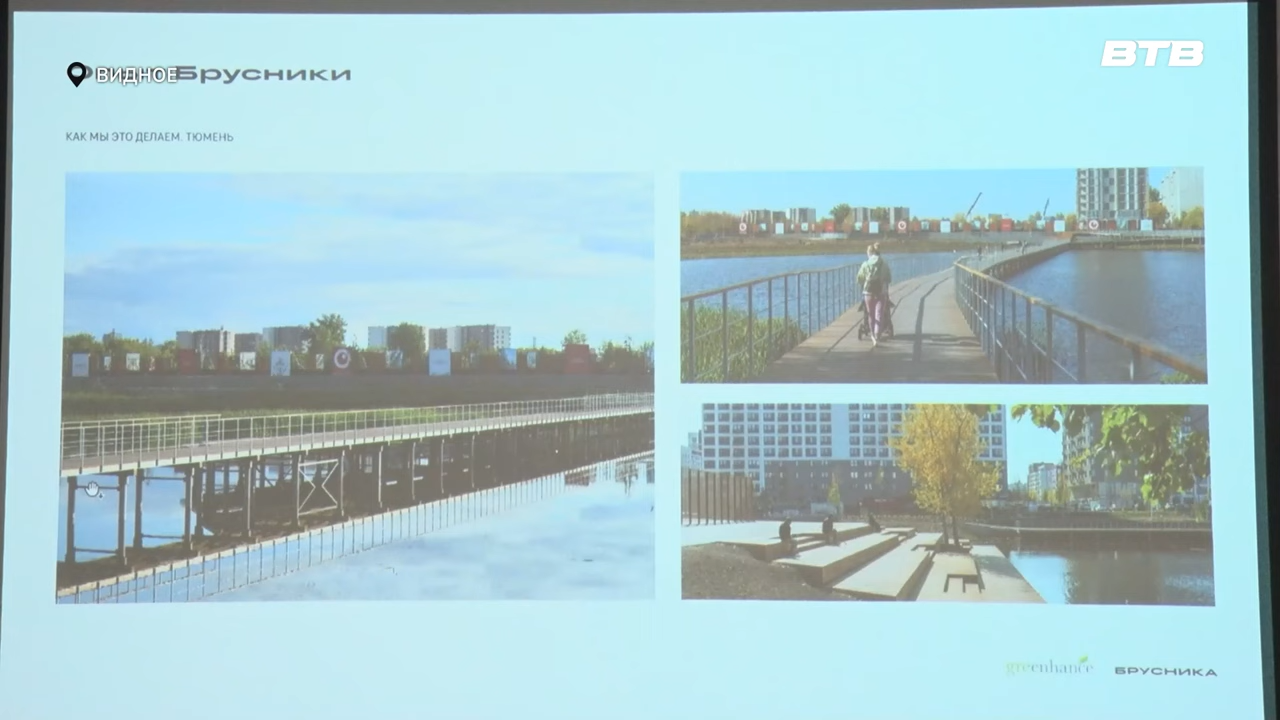 ВИДНОЕ
Брусники
ВТВ
КАК МЫ ЭТО ДЕЛАЕМ. ТЮМЕНЬ
greenhance
БРУСНИКА